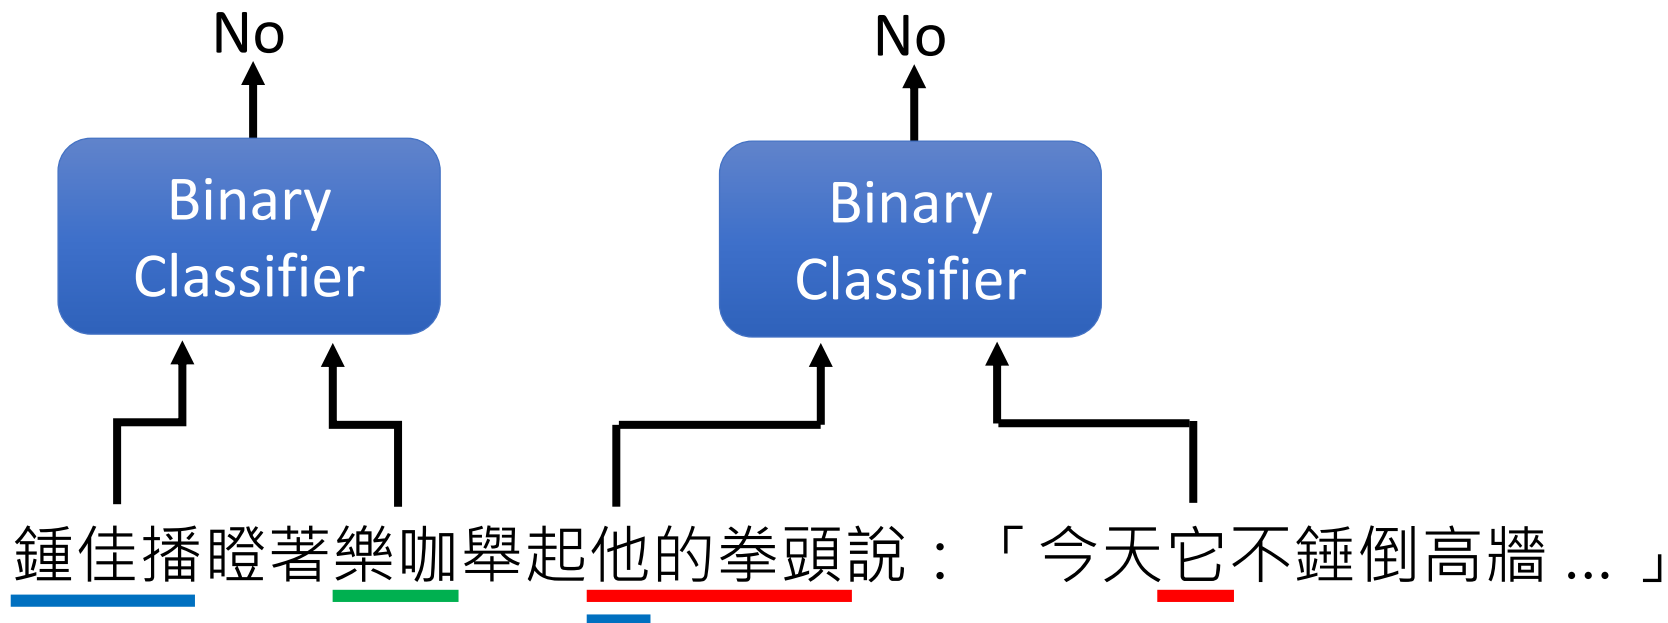 No
No
Binary
Classifier
Binary
Classifier
鍾佳播瞪著樂咖舉起他的拳頭說：「今天它不錘倒高牆 … 」